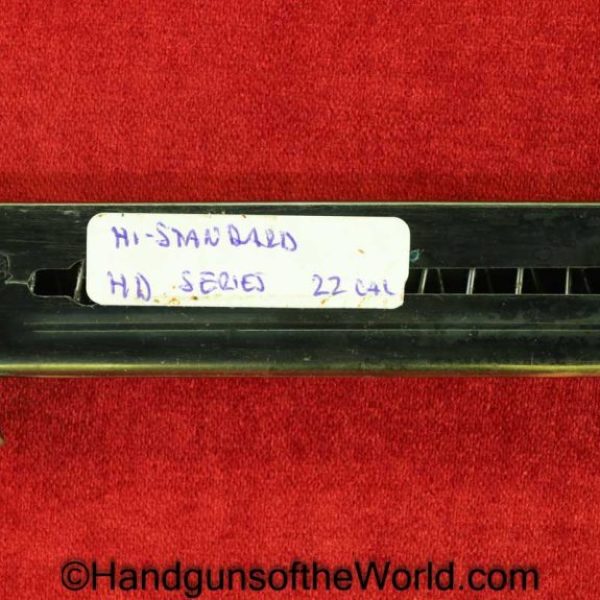 HI-STANDARD
HD SERIES 22 CAL
©HandgunsoftheWorld.com